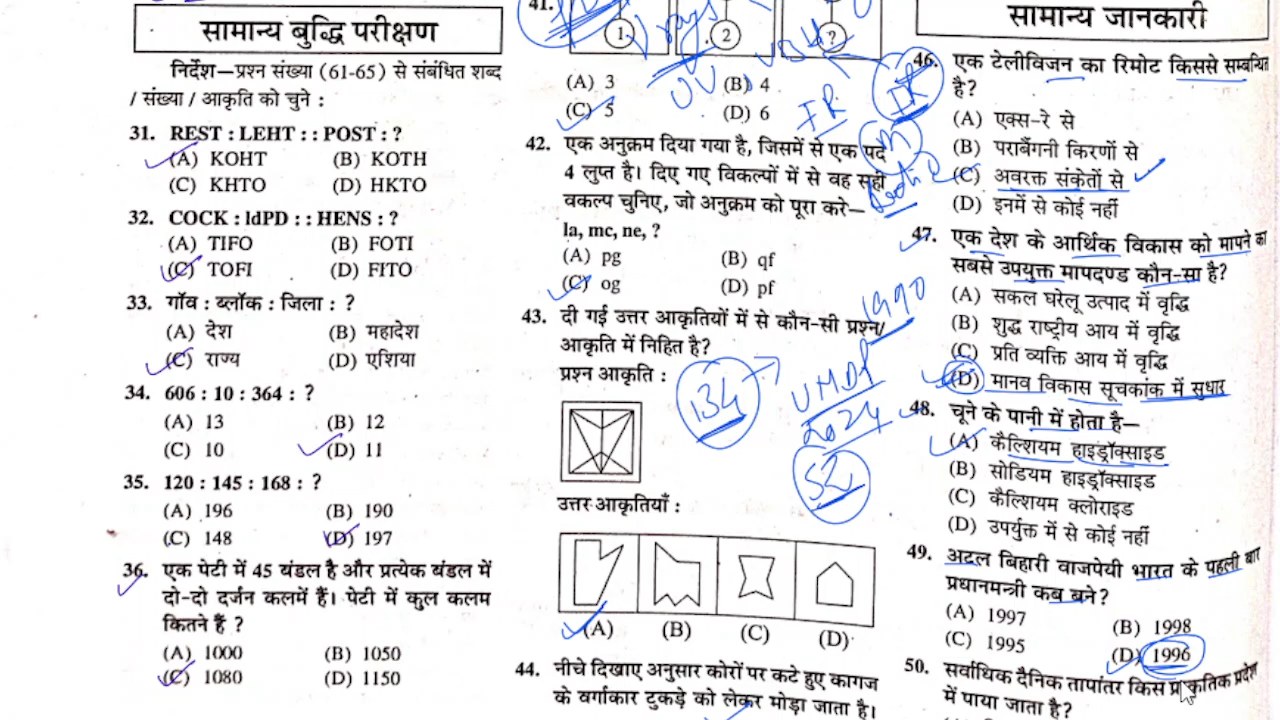 सामान्य बुद्धि परीक्षण
निर्देश–प्रश्न संख्या (61-65) से संबंधित शब्द
/ संख्या / आकृति को चुने :
31. REST : LEHT : : POST : ?
(A) KOHT (B) KOTH
(C) KHTO (D) HKTO
32. COCK : ldPD : : HENS : ?
(A) TIFO (B) FOTI
(C) TOFI (D) FITO
33. गाँव : ब्लॉक : जिला : ?
(A) देश (B) महादेश
(C) राज्य (D) एशिया
34. 606 : 10 : 364 : ?
(A) 13 (B) 12
(C) 10 (D) 11
35. 120 : 145 : 168 : ?
(A) 196 (B) 190
(C) 148 (D) 197
36. एक पेटी में 45 बंडल है और प्रत्येक बंडल में
दो-दो दर्जन कलमें हैं। पेटी में कुल कलम
कितने हैं ?
(A) 1000 (B) 1050
(C) 1080 (D) 1150
41.
1 2 ?
(A) 3 (B) 4
(C) 5 (D) 6
42. एक अनुक्रम दिया गया है, जिसमें से एक पद
4 लुप्त है। दिए गए विकल्पों में से वह सही
वकल्प चुनिए, जो अनुक्रम को पूरा करे–
la, mc, ne, ?
(A) pg (B) qf
(C) og (D) pf
43. दी गई उत्तर आकृतियों में से कौन-सी प्रश्न/
आकृति में निहित है?
प्रश्न आकृति :
उत्तर आकृतियाँ :
(A) (B) (C) (D)
44. नीचे दिखाए अनुसार कोरों पर कटे हुए कागज
के वर्गाकार टुकड़े को लेकर मोड़ा जाता है।
rays
UV
IR
IR
m
1990
134
UMDF
2024
52
सामान्य जानकारी
46. एक टेलीविजन का रिमोट किससे सम्बन्धित
है?
(A) एक्स-रे से
(B) पराबैंगनी किरणों से
(C) अवरक्त संकेतों से
(D) इनमें से कोई नहीं
47. एक देश के आर्थिक विकास को मापने का
सबसे उपयुक्त मापदण्ड कौन-सा है?
(A) सकल घरेलू उत्पाद में वृद्धि
(B) शुद्ध राष्ट्रीय आय में वृद्धि
(C) प्रति व्यक्ति आय में वृद्धि
(D) मानव विकास सूचकांक में सुधार
48. चूने के पानी में होता है–
(A) कैल्शियम हाइड्रॉक्साइड
(B) सोडियम हाइड्रॉक्साइड
(C) कैल्शियम क्लोराइड
(D) उपर्युक्त में से कोई नहीं
49. अटल बिहारी वाजपेयी भारत के पहली बार
प्रधानमन्त्री कब बने?
(A) 1997 (B) 1998
(C) 1995 (D) 1996
50. सर्वाधिक दैनिक तापांतर किस प्राकृतिक प्रदेश
में पाया जाता है?